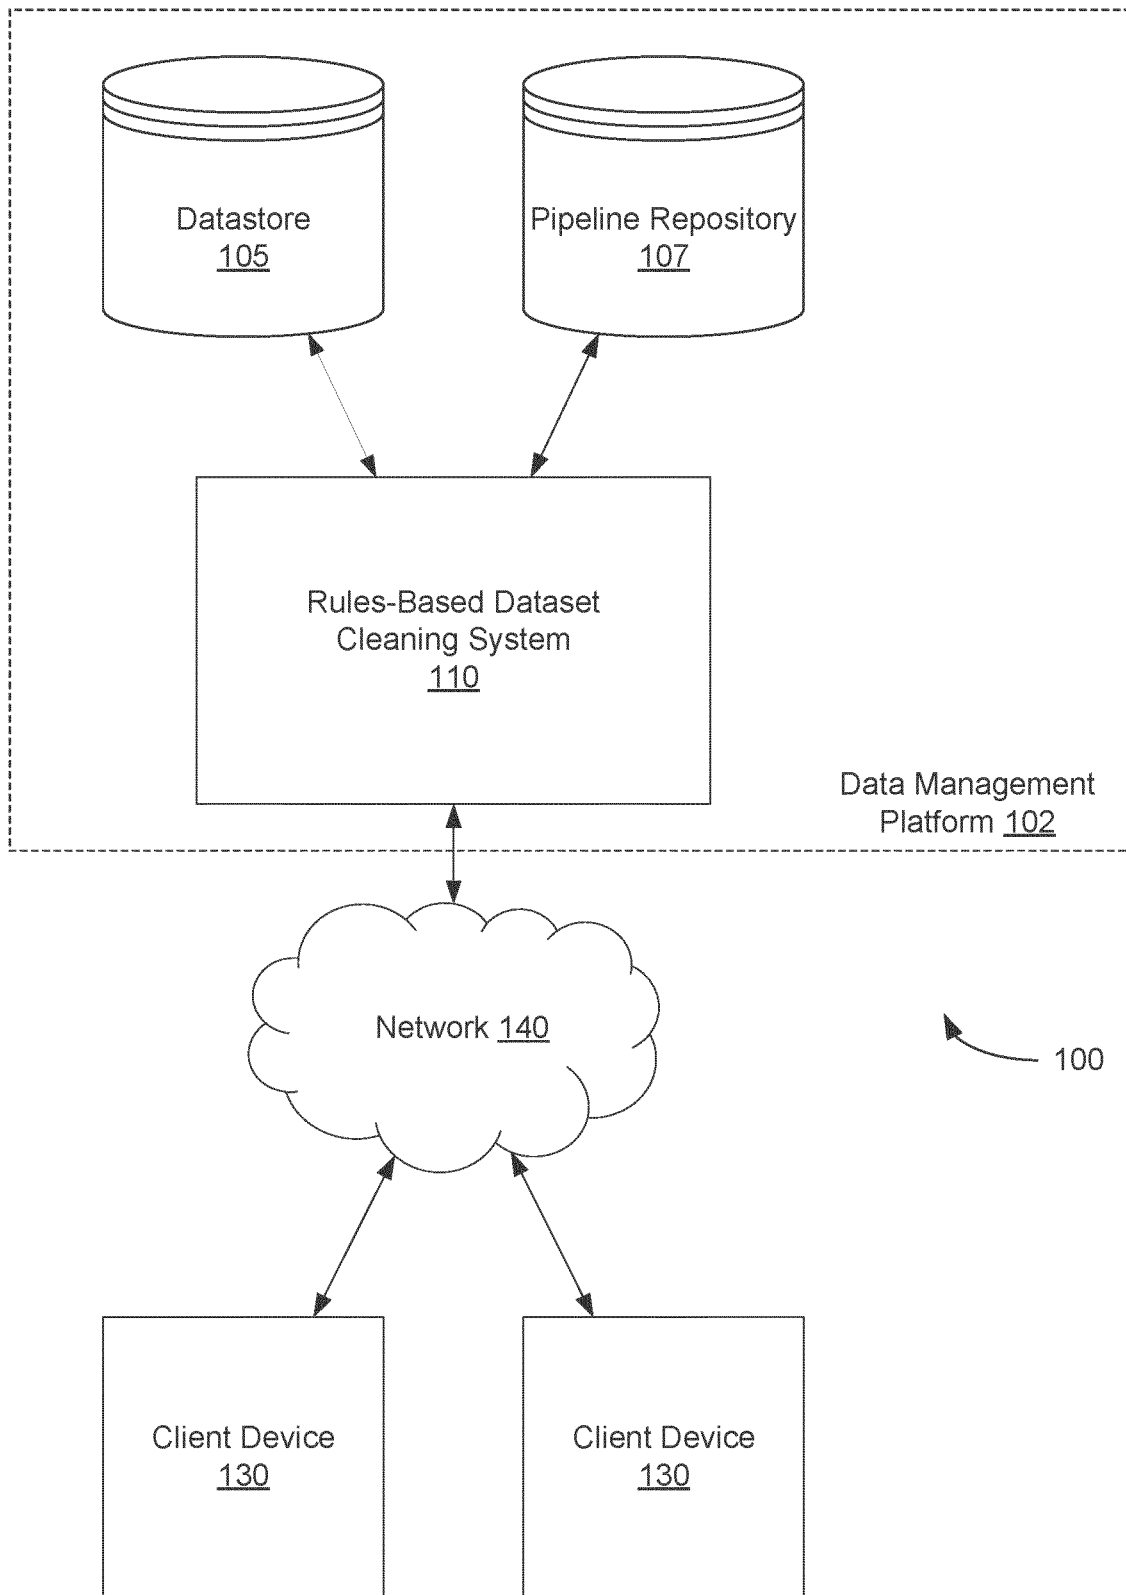 Datastore
105
Pipeline Repository
107
Rules-Based Dataset
Cleaning System
110
Data Management
Platform 102
Network 140
100
Client Device
130
Client Device
130